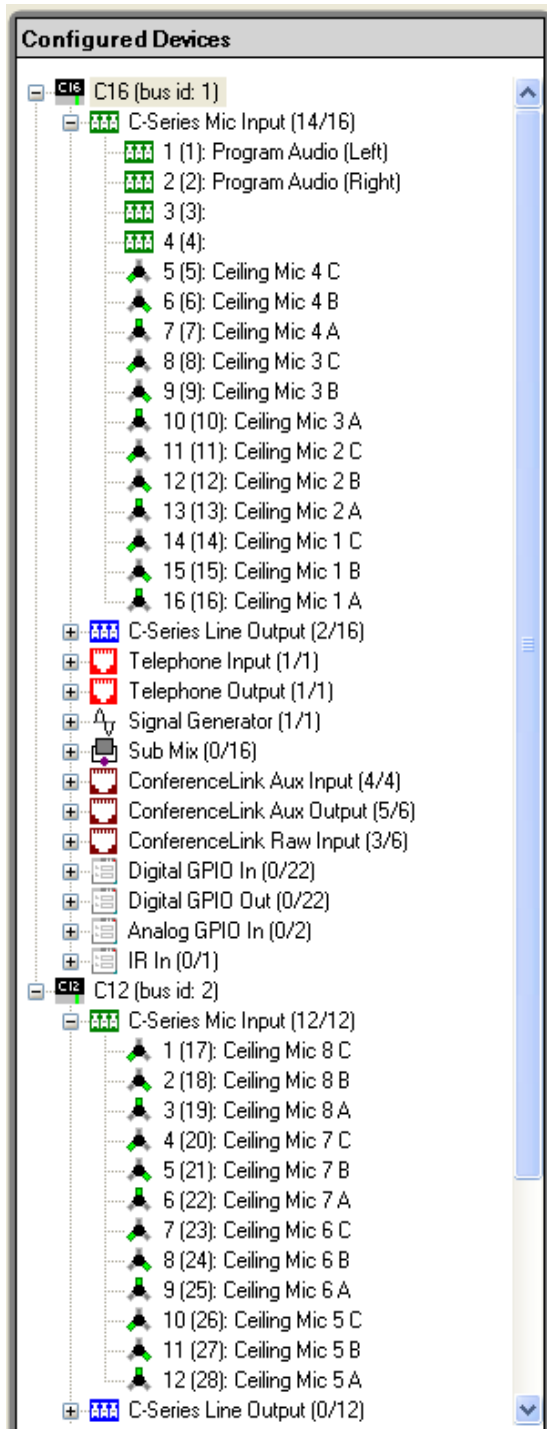 Configured Devices
C16 C16 (bus id: 1)
C-Series Mic Input (14/16)
1 (1): Program Audio (Left)
2 (2): Program Audio (Right)
3 (3):
4 (4):
5 (5): Ceiling Mic 4 C
6 (6): Ceiling Mic 4 B
7 (7): Ceiling Mic 4 A
8 (8): Ceiling Mic 3 C
9 (9): Ceiling Mic 3 B
10 (10): Ceiling Mic 3 A
11 (11): Ceiling Mic 2 C
12 (12): Ceiling Mic 2 B
13 (13): Ceiling Mic 2 A
14 (14): Ceiling Mic 1 C
15 (15): Ceiling Mic 1 B
16 (16): Ceiling Mic 1 A
C-Series Line Output (2/16)
Telephone Input (1/1)
Telephone Output (1/1)
Signal Generator (1/1)
Sub Mix (0/16)
ConferenceLink Aux Input (4/4)
ConferenceLink Aux Output (5/6)
ConferenceLink Raw Input (3/6)
Digital GPIO In (0/22)
Digital GPIO Out (0/22)
Analog GPIO In (0/2)
IR In (0/1)
C12 C12 (bus id: 2)
C-Series Mic Input (12/12)
1 (17): Ceiling Mic 8 C
2 (18): Ceiling Mic 8 B
3 (19): Ceiling Mic 8 A
4 (20): Ceiling Mic 7 C
5 (21): Ceiling Mic 7 B
6 (22): Ceiling Mic 7 A
7 (23): Ceiling Mic 6 C
8 (24): Ceiling Mic 6 B
9 (25): Ceiling Mic 6 A
10 (26): Ceiling Mic 5 C
11 (27): Ceiling Mic 5 B
12 (28): Ceiling Mic 5 A
C-Series Line Output (0/12)